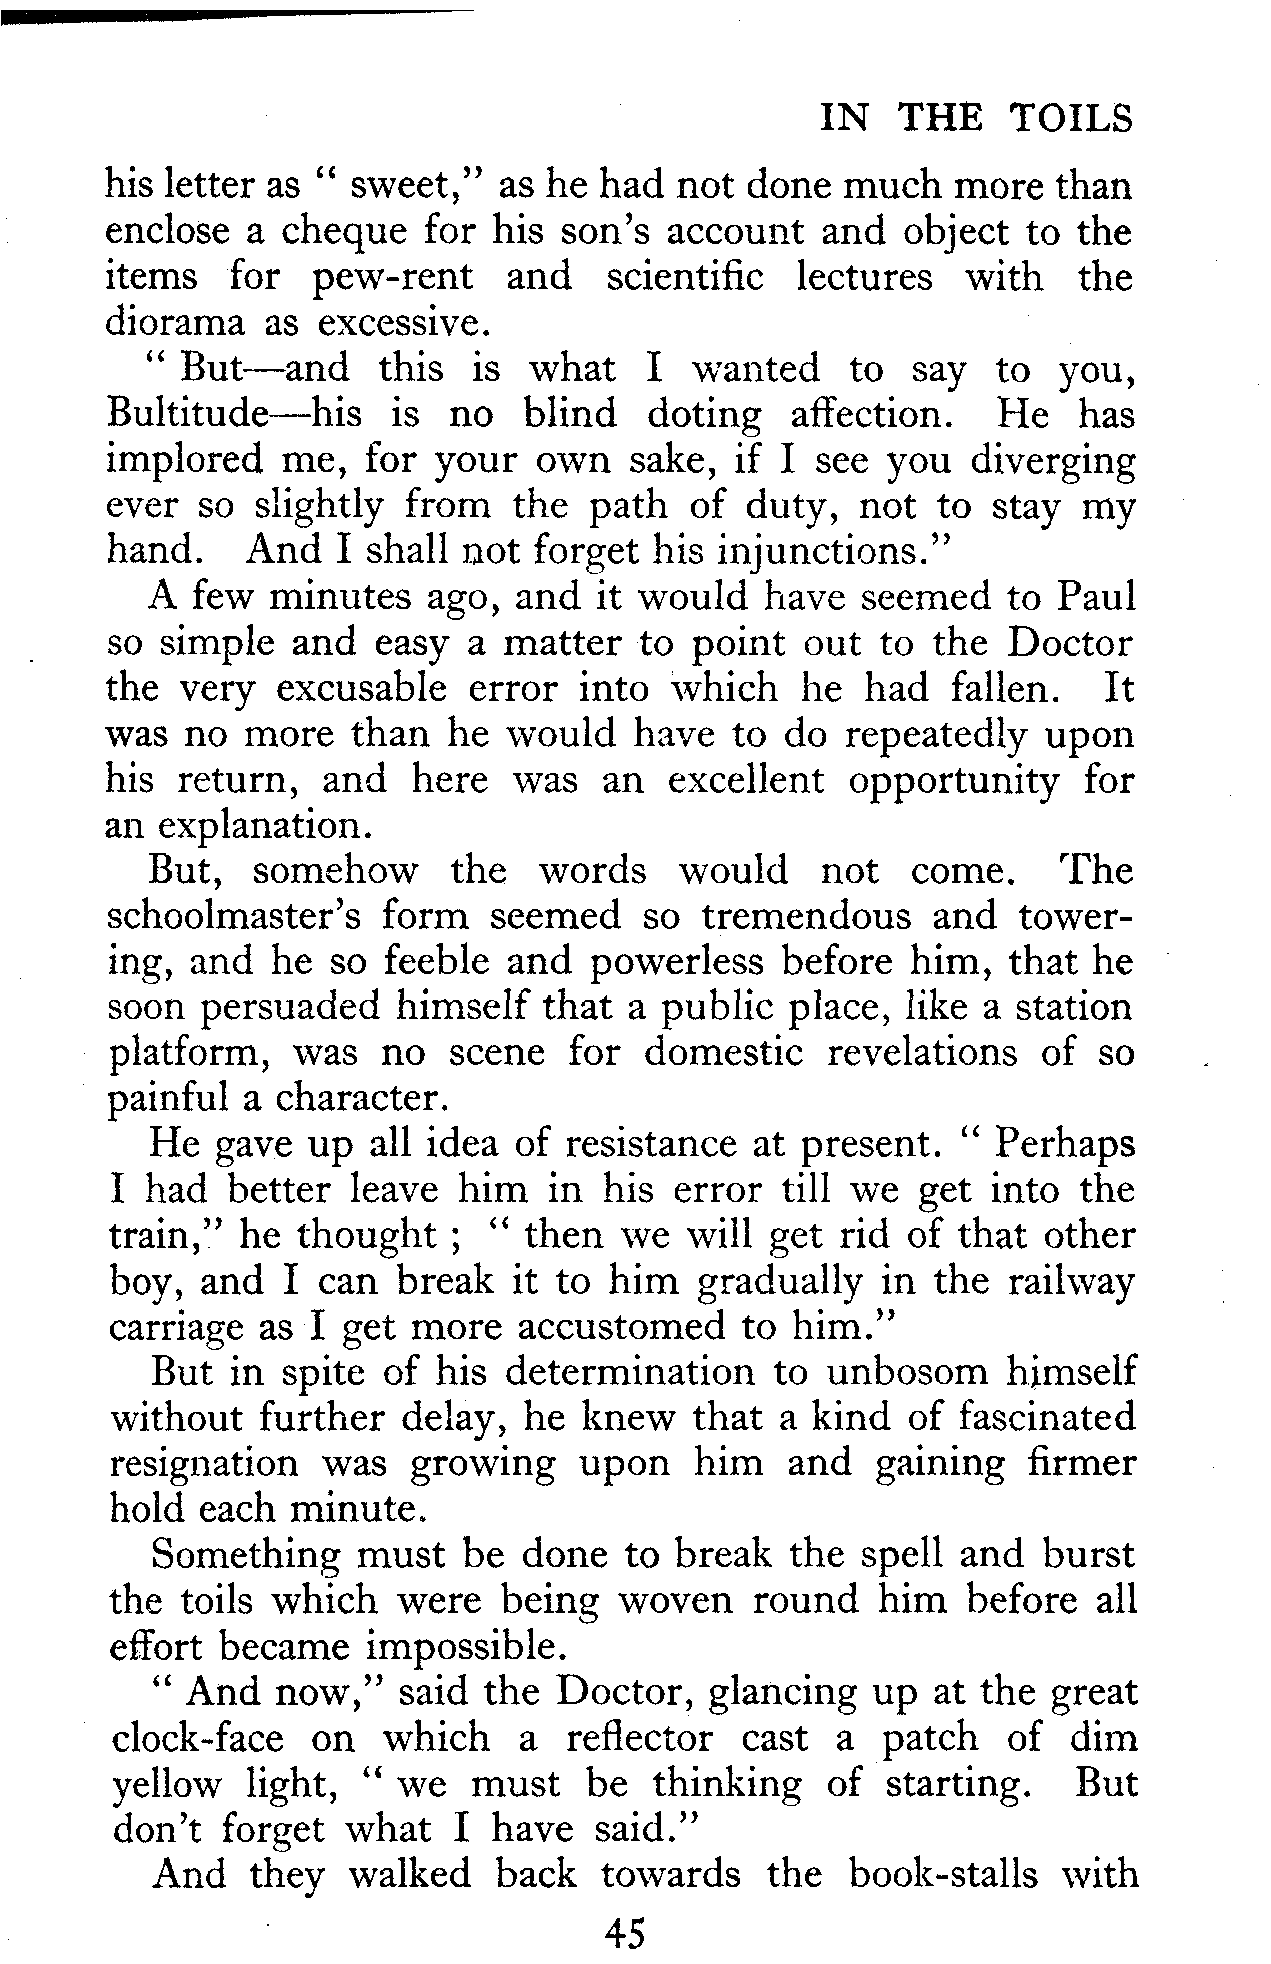 IN THE TOILS
his letter as “ sweet,” as he had not done much more than
enclose a cheque for his son’s account and object to the
items for pew-rent and scientific lectures with the
diorama as excessive.
“ But—and this is what I wanted to say to you,
Bultitude—his is no blind doting affection. He has
implored me, for your own sake, if I see you diverging
ever so slightly from the path of duty, not to stay my
hand. And I shall not forget his injunctions.”
A few minutes ago, and it would have seemed to Paul
so simple and easy a matter to point out to the Doctor
the very excusable error into which he had fallen. It
was no more than he would have to do repeatedly upon
his return, and here was an excellent opportunity for
an explanation.
But, somehow the words would not come. The
schoolmaster’s form seemed so tremendous and tower-
ing, and he so feeble and powerless before him, that he
soon persuaded himself that a public place, like a station
platform, was no scene for domestic revelations of so
painful a character.
He gave up all idea of resistance at present. “ Perhaps
I had better leave him in his error till we get into the
train,” he thought ; “ then we will get rid of that other
boy, and I can break it to him gradually in the railway
carriage as I get more accustomed to him.”
But in spite of his determination to unbosom himself
without further delay, he knew that a kind of fascinated
resignation was growing upon him and gaining firmer
hold each minute.
Something must be done to break the spell and burst
the toils which were being woven round him before all
effort became impossible.
“ And now,” said the Doctor, glancing up at the great
clock-face on which a reflector cast a patch of dim
yellow light, “ we must be thinking of starting. But
don’t forget what I have said.”
And they walked back towards the book-stalls with
45